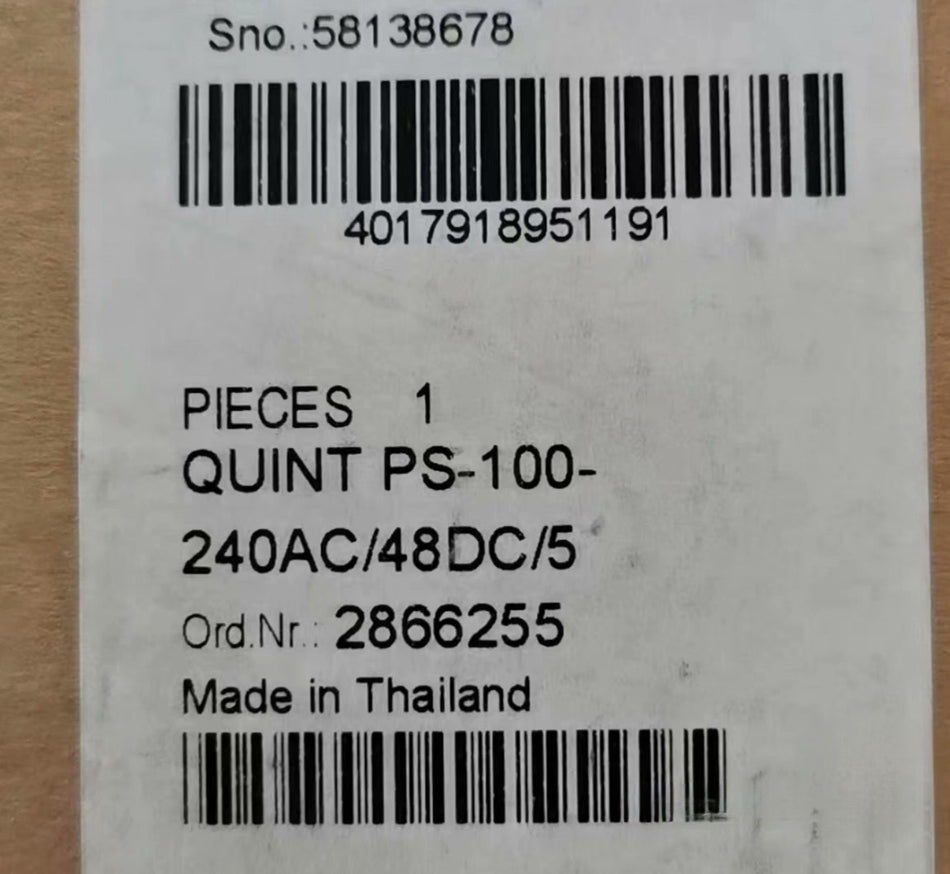 Sno.:58138678
4017918951191
PIECES 1
QUINT PS-100-
240AC/48DC/5
Ord.Nr.: 2866255
Made in Thailand